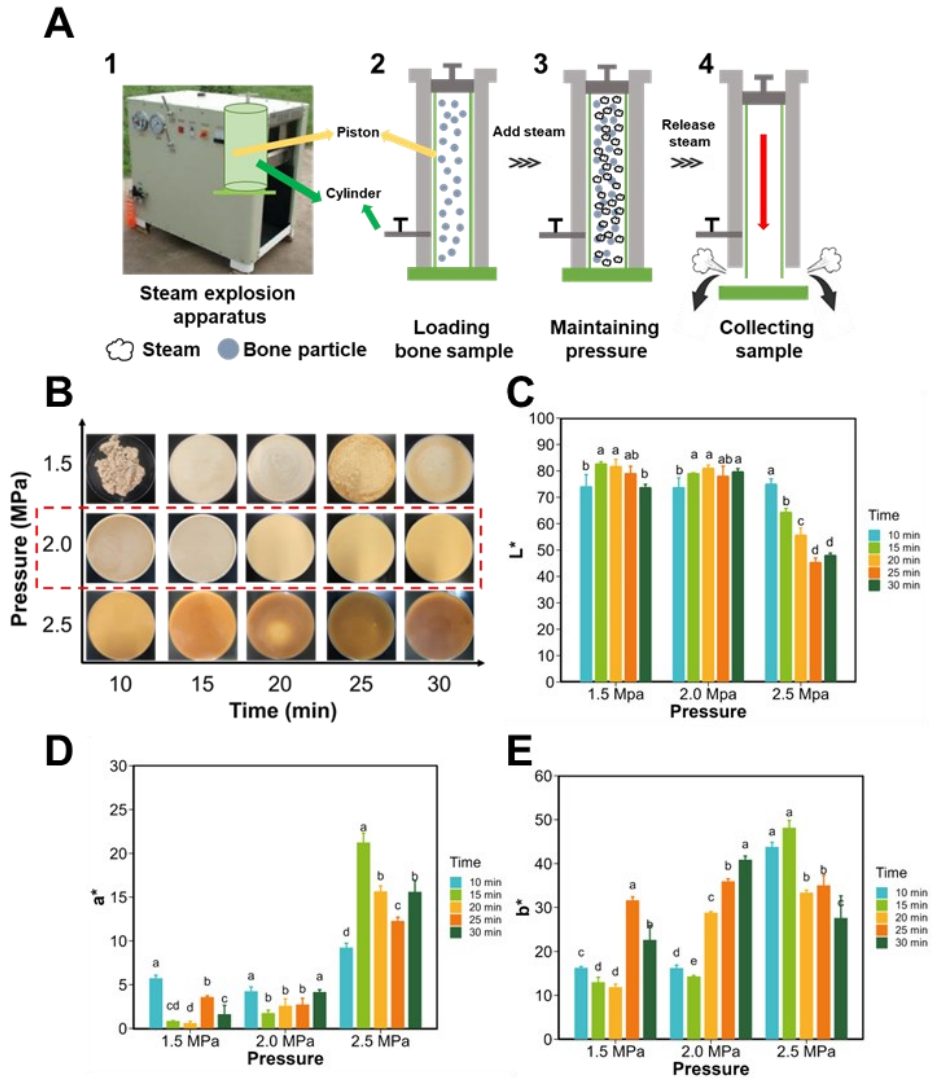 A
1
2
3
4
Piston
Cylinder
Add steam
Release
steam
Steam explosion
apparatus
Steam
Bone particle
Loading
bone sample
Maintaining
pressure
Collecting
sample
B
Pressure (MPa)
1.5
2.0
2.5
10
15
20
25
30
Time (min)
C
L*
100
90
80
70
60
50
40
30
20
10
0
b
a
a
ab
b
b
a
a
ab
a
a
b
c
d
d
1.5 Mpa
2.0 Mpa
2.5 Mpa
Pressure
Time
10 min
15 min
20 min
25 min
30 min
D
a*
30
25
20
15
10
5
0
a
cd
d
b
c
a
b
b
b
a
d
a
b
c
b
1.5 MPa
2.0 MPa
2.5 MPa
Pressure
Time
10 min
15 min
20 min
25 min
30 min
E
b*
60
50
40
30
20
10
0
c
d
d
a
b
d
e
c
b
a
a
a
b
b
c
1.5 MPa
2.0 MPa
2.5 MPa
Pressure
Time
10 min
15 min
20 min
25 min
30 min